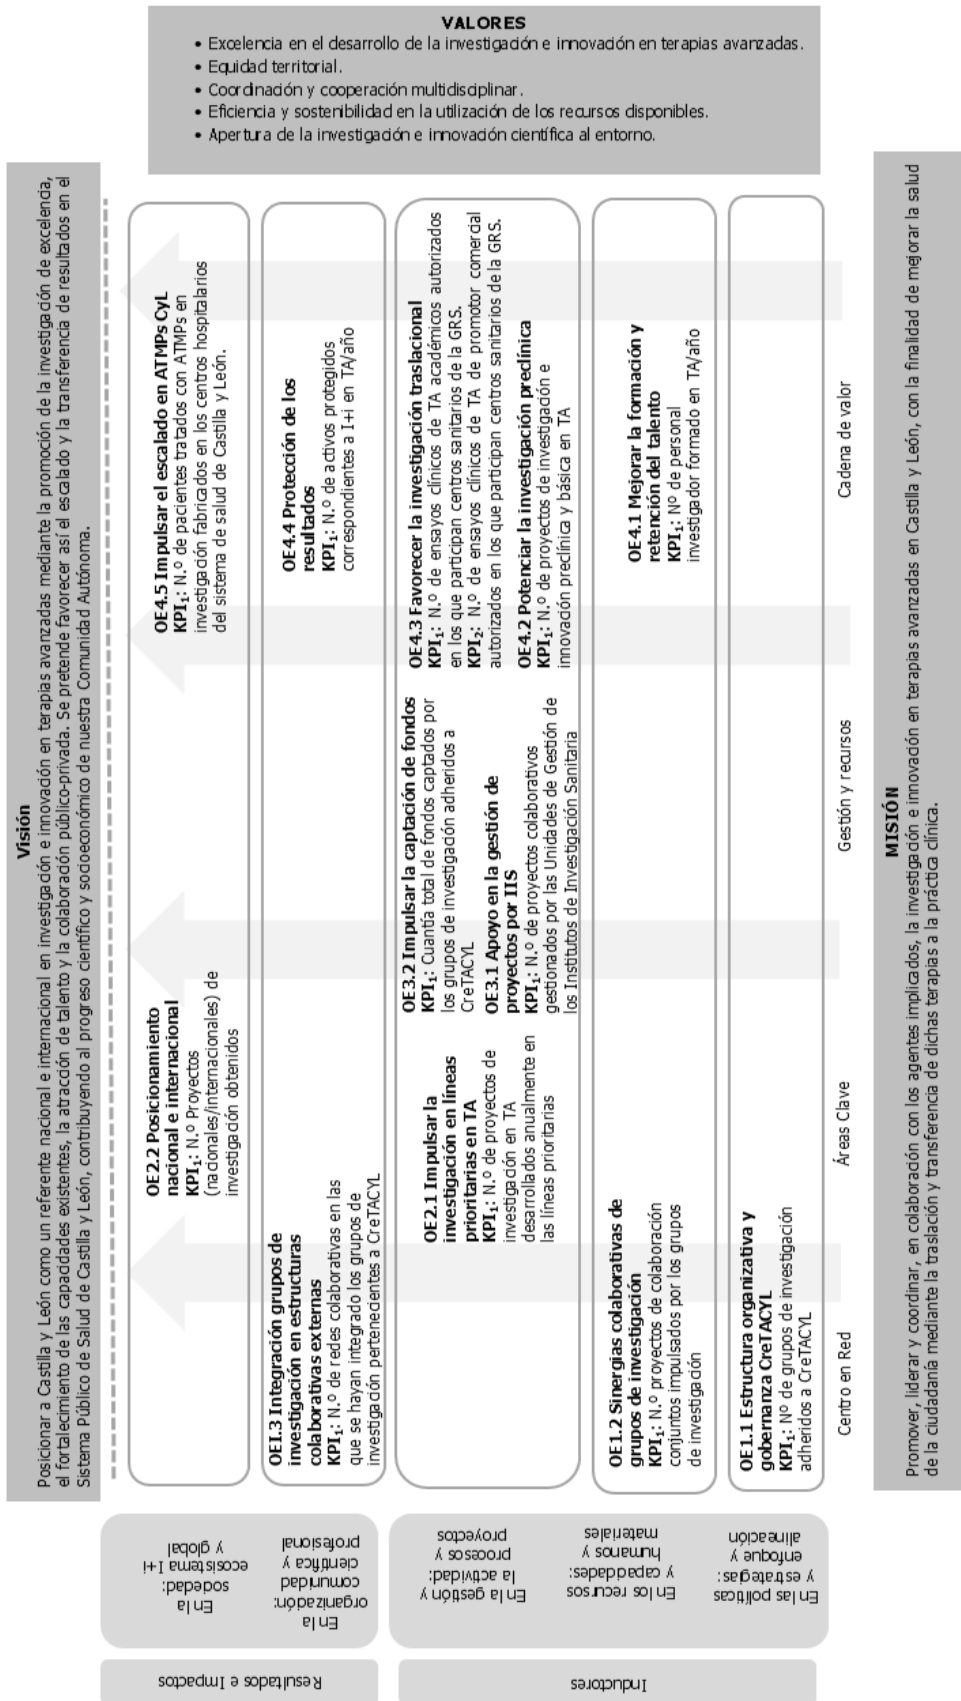 VALORES
• Excelencia en el desarrollo de la investigación e innovación en terapias avanzadas.
• Equidad territorial.
• Coordinación y cooperación multidisciplinar.
• Eficiencia y sostenibilidad en la utilización de los recursos disponibles.
• Apertura de la investigación e innovación científica al entorno.
Visión
Posicionar a Castilla y León como un referente nacional e internacional en investigación e innovación en terapias avanzadas mediante la promoción de la investigación de excelencia,
el fortalecimiento de las capacidades existentes, la atracción de talento y la colaboración público-privada. Se pretende favorecer así el escalado y la transferencia de resultados en el
Sistema Público de Salud de Castilla y León, contribuyendo al progreso científico y socioeconómico de nuestra Comunidad Autónoma.
Resultados e Impactos
En la
sociedad:
ecosistema I+i
y global
OE2.2 Posicionamiento
nacional e internacional
KPI1: N.º Proyectos
(nacionales/internacionales) de
investigación obtenidos
OE4.5 Impulsar el escalado en ATMPs CyL
KPI1: N.º de pacientes tratados con ATMPs en
investigación fabricados en los centros hospitalarios
del sistema de salud de Castilla y León.
En la
organización:
comunidad
científica y
profesional
OE1.3 Integración grupos de
investigación en estructuras
colaborativas externas
KPI1: N.º de redes colaborativas en las
que se hayan integrado los grupos de
investigación pertenecientes a CreTACYL
OE4.4 Protección de los
resultados
KPI1: N.º de activos protegidos
correspondientes a I+i en TA/año
Inductores
En la gestión y
la actividad:
procesos y
proyectos
OE2.1 Impulsar la
investigación en líneas
prioritarias en TA
KPI1: N.º de proyectos de
investigación en TA
desarrollados anualmente en
las líneas prioritarias
OE3.2 Impulsar la captación de fondos
KPI1: Cuantía total de fondos captados por
los grupos de investigación adheridos a
CreTACYL
OE3.1 Apoyo en la gestión de
proyectos por IIS
KPI1: N.º de proyectos colaborativos
gestionados por las Unidades de Gestión de
los Institutos de Investigación Sanitaria
OE4.3 Favorecer la investigación traslacional
KPI1: N.º de ensayos clínicos de TA académicos autorizados
en los que participan centros sanitarios de la GRS.
KPI2: N.º de ensayos clínicos de TA de promotor comercial
autorizados en los que participan centros sanitarios de la GRS.
OE4.2 Potenciar la investigación preclínica
KPI1: N.º de proyectos de investigación e
innovación preclínica y básica en TA
En los recursos
y capacidades:
humanos y
materiales
OE1.2 Sinergias colaborativas de
grupos de investigación
KPI1: N.º proyectos de colaboración
conjuntos impulsados por los grupos
de investigación
OE4.1 Mejorar la formación y
retención del talento
KPI1: Nº de personal
investigador formado en TA/año
En las políticas
y estrategias:
enfoque y
alineación
OE1.1 Estructura organizativa y
gobernanza CreTACYL
KPI1: Nº de grupos de investigación
adheridos a CreTACYL
Centro en Red
Áreas Clave
Gestión y recursos
Cadena de valor
MISIÓN
Promover, liderar y coordinar, en colaboración con los agentes implicados, la investigación e innovación en terapias avanzadas en Castilla y León, con la finalidad de mejorar la salud
de la ciudadanía mediante la traslación y transferencia de dichas terapias a la práctica clínica.